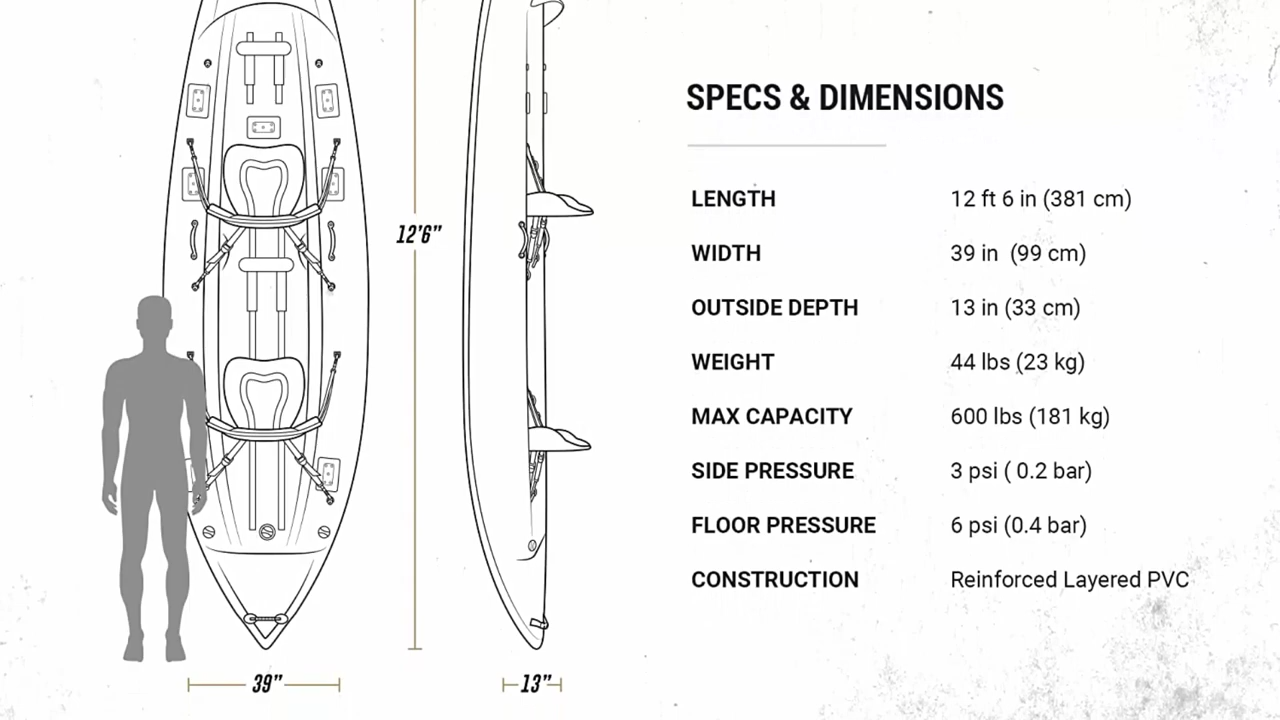 SPECS & DIMENSIONS
LENGTH 12 ft 6 in (381 cm)
WIDTH 39 in (99 cm)
OUTSIDE DEPTH 13 in (33 cm)
WEIGHT 44 lbs (23 kg)
MAX CAPACITY 600 lbs (181 kg)
SIDE PRESSURE 3 psi ( 0.2 bar)
FLOOR PRESSURE 6 psi (0.4 bar)
CONSTRUCTION Reinforced Layered PVC
12'6"
39"
13"